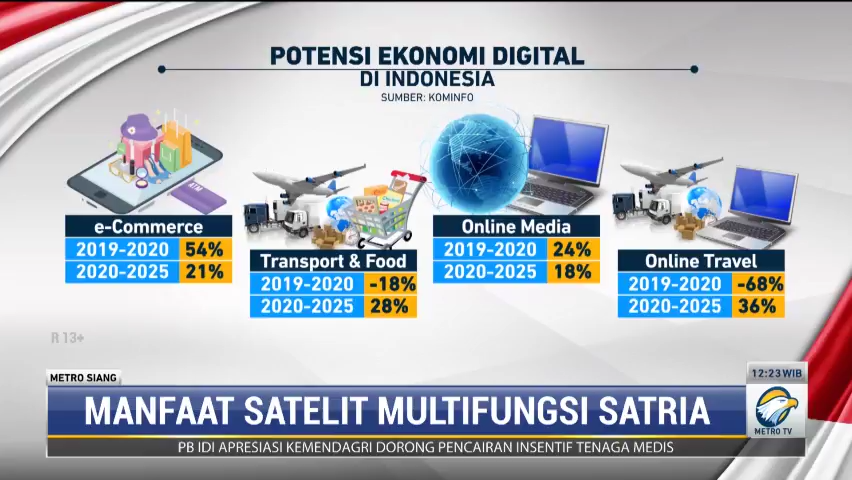 POTENSI EKONOMI DIGITAL
DI INDONESIA
SUMBER: KOMINFO
e-Commerce
2019-2020 54%
2020-2025 21%
Transport & Food
2019-2020 -18%
2020-2025 28%
Online Media
2019-2020 24%
2020-2025 18%
Online Travel
2019-2020 -68%
2020-2025 36%
R 13+
METRO SIANG
12:23 WIB
MANFAAT SATELIT MULTIFUNGSI SATRIA
METRO TV
PB IDI APRESIASI KEMENDAGRI DORONG PENCAIRAN INSENTIF TENAGA MEDIS